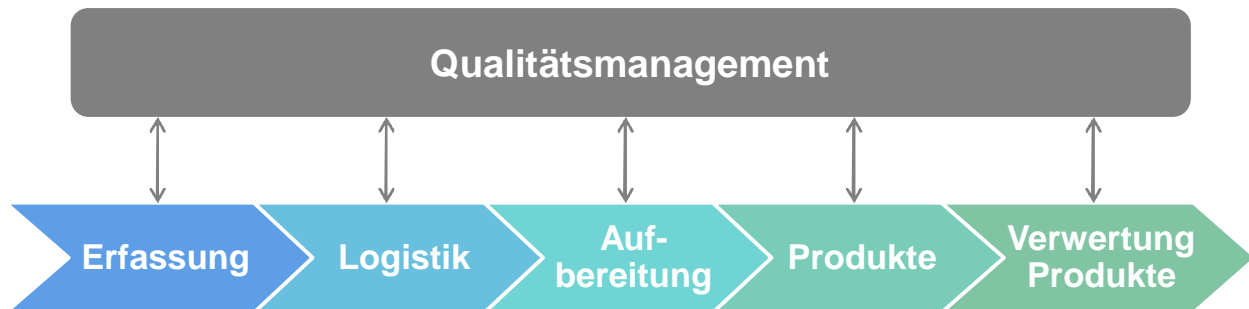 Qualitätsmanagement
Erfassung
Logistik
Auf-
bereitung
Produkte
Verwertung
Produkte